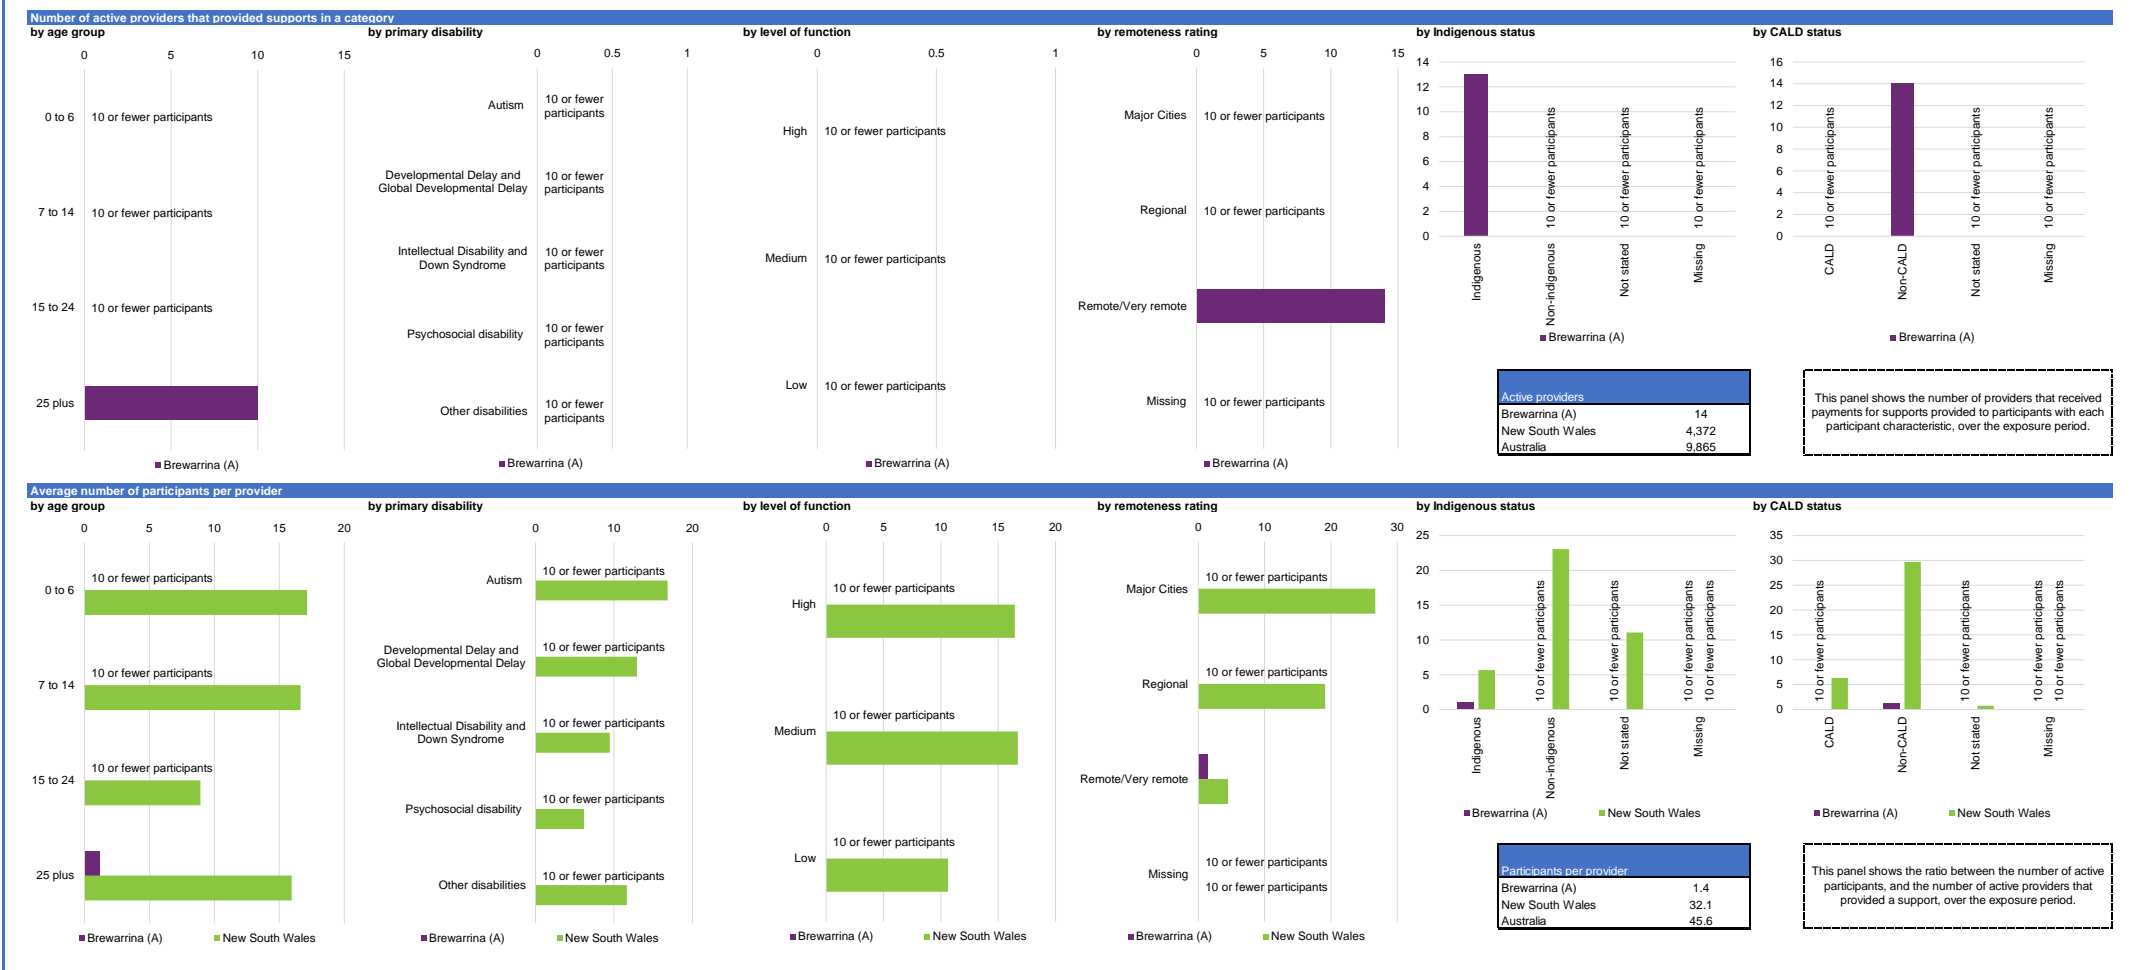 Number of active providers that provided supports in a category
by age group
0 5 10 15
0 to 6 10 or fewer participants
7 to 14 10 or fewer participants
15 to 24 10 or fewer participants
25 plus
Brewarrina (A)
by primary disability
0 0.5 1
Autism 10 or fewer
participants
Developmental Delay and
Global Developmental Delay
10 or fewer
participants
Intellectual Disability and
Down Syndrome
10 or fewer
participants
Psychosocial disability 10 or fewer
participants
Other disabilities 10 or fewer
participants
Brewarrina (A)
by level of function
0 0.5 1
High 10 or fewer participants
Medium 10 or fewer participants
Low 10 or fewer participants
Brewarrina (A)
by remoteness rating
0 5 10 15
Major Cities 10 or fewer participants
Regional 10 or fewer participants
Remote/Very remote
Missing 10 or fewer participants
Brewarrina (A)
by Indigenous status
14
12
10
8
6
4
2
0
10 or fewer participants
10 or fewer participants
10 or fewer participants
Indigenous
Non-indigenous
Not stated
Missing
Brewarrina (A)
by CALD status
16
14
12
10
8
6
4
2
0
10 or fewer participants
10 or fewer participants
10 or fewer participants
CALD
Non-CALD
Not stated
Missing
Brewarrina (A)
Active providers
Brewarrina (A) 14
New South Wales 4,372
Australia 9,865
This panel shows the number of providers that received
payments for supports provided to participants with each
participant characteristic, over the exposure period.
Average number of participants per provider
by age group
0 5 10 15 20
0 to 6 10 or fewer participants
7 to 14 10 or fewer participants
15 to 24 10 or fewer participants
25 plus
Brewarrina (A) New South Wales
by primary disability
0 10 20
Autism 10 or fewer participants
Developmental Delay and
Global Developmental Delay
10 or fewer participants
Intellectual Disability and
Down Syndrome
10 or fewer participants
Psychosocial disability 10 or fewer participants
Other disabilities 10 or fewer participants
Brewarrina (A) New South Wales
by level of function
0 5 10 15 20
High 10 or fewer participants
Medium 10 or fewer participants
Low 10 or fewer participants
Brewarrina (A) New South Wales
by remoteness rating
0 10 20 30
Major Cities 10 or fewer participants
Regional 10 or fewer participants
Remote/Very remote
Missing 10 or fewer participants
10 or fewer participants
Brewarrina (A) New South Wales
by Indigenous status
25
20
15
10
5
0
10 or fewer participants
10 or fewer participants
10 or fewer participants
10 or fewer participants
Indigenous
Non-indigenous
Not stated
Missing
Brewarrina (A) New South Wales
by CALD status
35
30
25
20
15
10
5
0
10 or fewer participants
10 or fewer participants
10 or fewer participants
10 or fewer participants
CALD
Non-CALD
Not stated
Missing
Brewarrina (A) New South Wales
Participants per provider
Brewarrina (A) 1.4
New South Wales 32.1
Australia 45.6
This panel shows the ratio between the number of active
participants, and the number of active providers that
provided a support, over the exposure period.